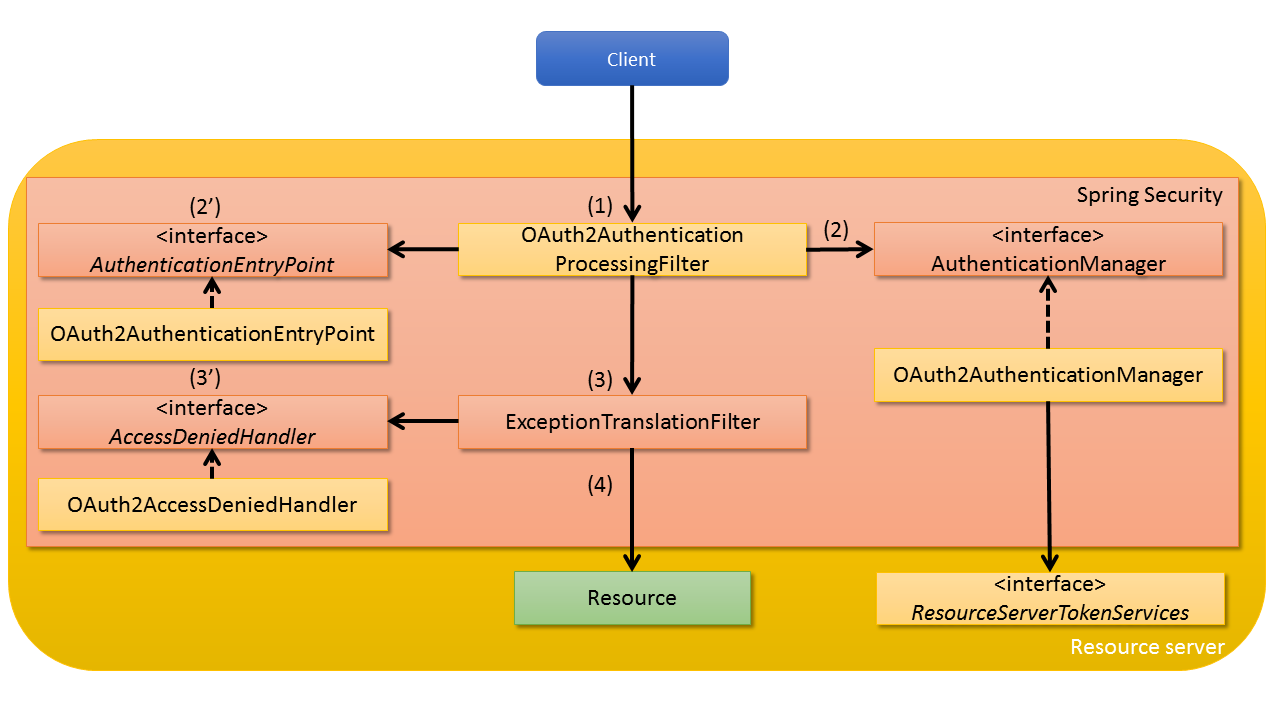 Client
Spring Security
(2’)
(1)
<interface>
AuthenticationEntryPoint
OAuth2Authentication
ProcessingFilter
(2)
<interface>
AuthenticationManager
OAuth2AuthenticationEntryPoint
OAuth2AuthenticationManager
(3’)
(3)
<interface>
AccessDeniedHandler
ExceptionTranslationFilter
(4)
OAuth2AccessDeniedHandler
Resource
<interface>
ResourceServerTokenServices
Resource server